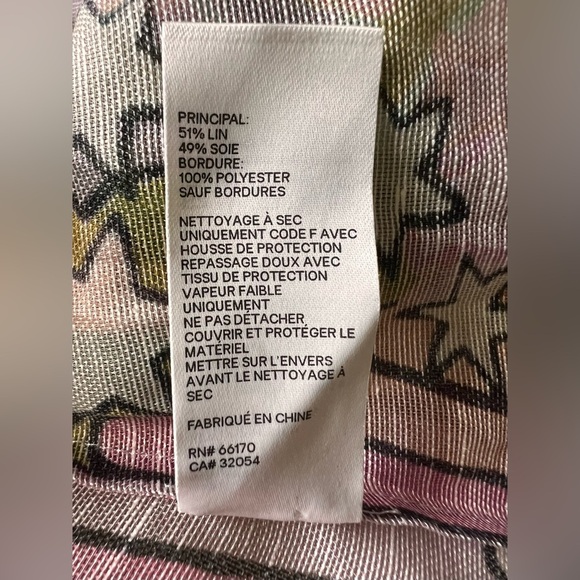 PRINCIPAL:
51% LIN
49% SOIE
BORDURE:
100% POLYESTER
SAUF BORDURES
NETTOYAGE À SEC
UNIQUEMENT CODE F AVEC
HOUSSE DE PROTECTION
REPASSAGE DOUX AVEC
TISSU DE PROTECTION
VAPEUR FAIBLE
UNIQUEMENT
NE PAS DÉTACHER
COUVRIR ET PROTÉGER LE
MATÉRIEL
METTRE SUR L'ENVERS
AVANT LE NETTOYAGE À
SEC
FABRIQUÉ EN CHINE
RN# 66170
CA# 32054